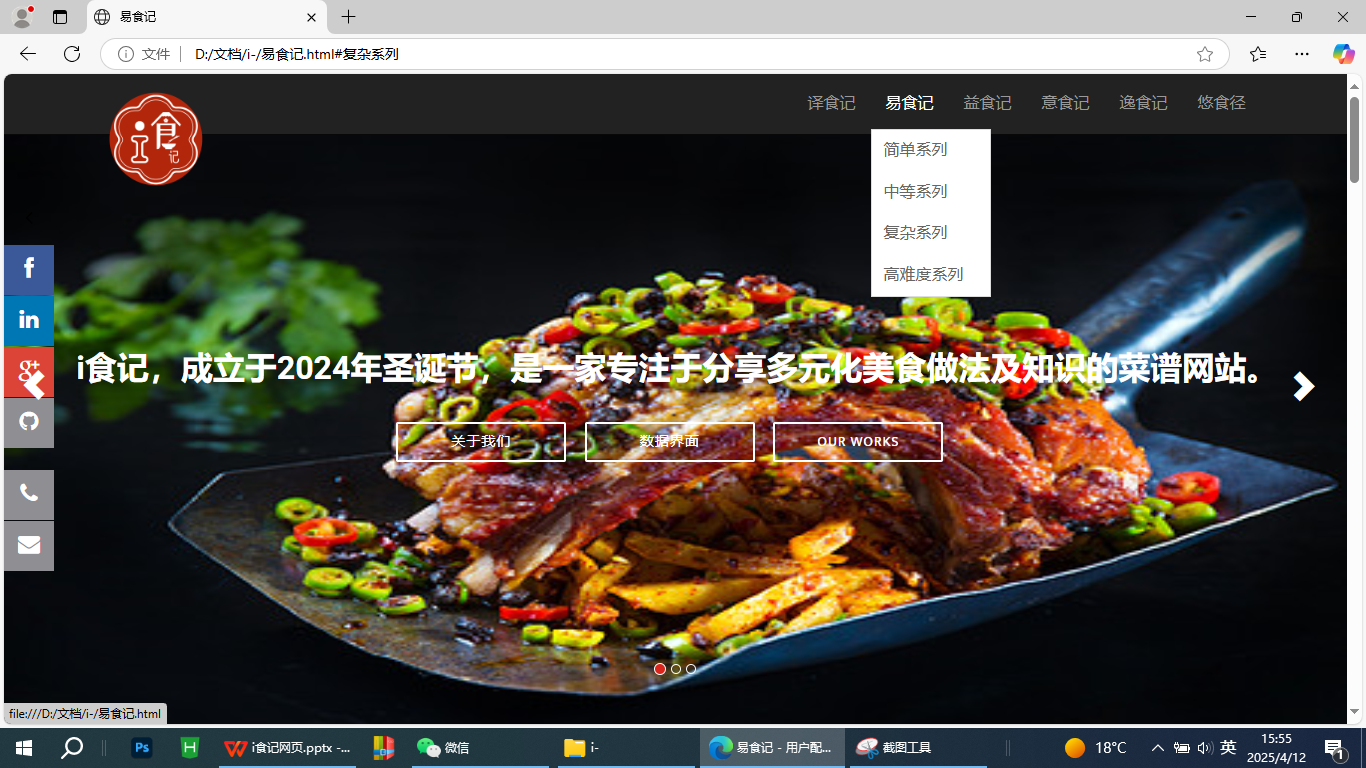 易食记
文件
D:/文档/i-/易食记.html#复杂系列
i食记
译食记
易食记
益食记
意食记
逸食记
悠食径
简单系列
中等系列
复杂系列
高难度系列
f
in
g+
i食记，成立于2024年圣诞节，是一家专注于分享多元化美食做法及知识的菜谱网站。
关于我们
数据界面
OUR WORKS
file:///D:/文档/i-/易食记.html
Ps
H
i食记网页.pptx -...
微信
i-
易食记 - 用户配...
截图工具
18°C
英
15:55
2025/4/12
1